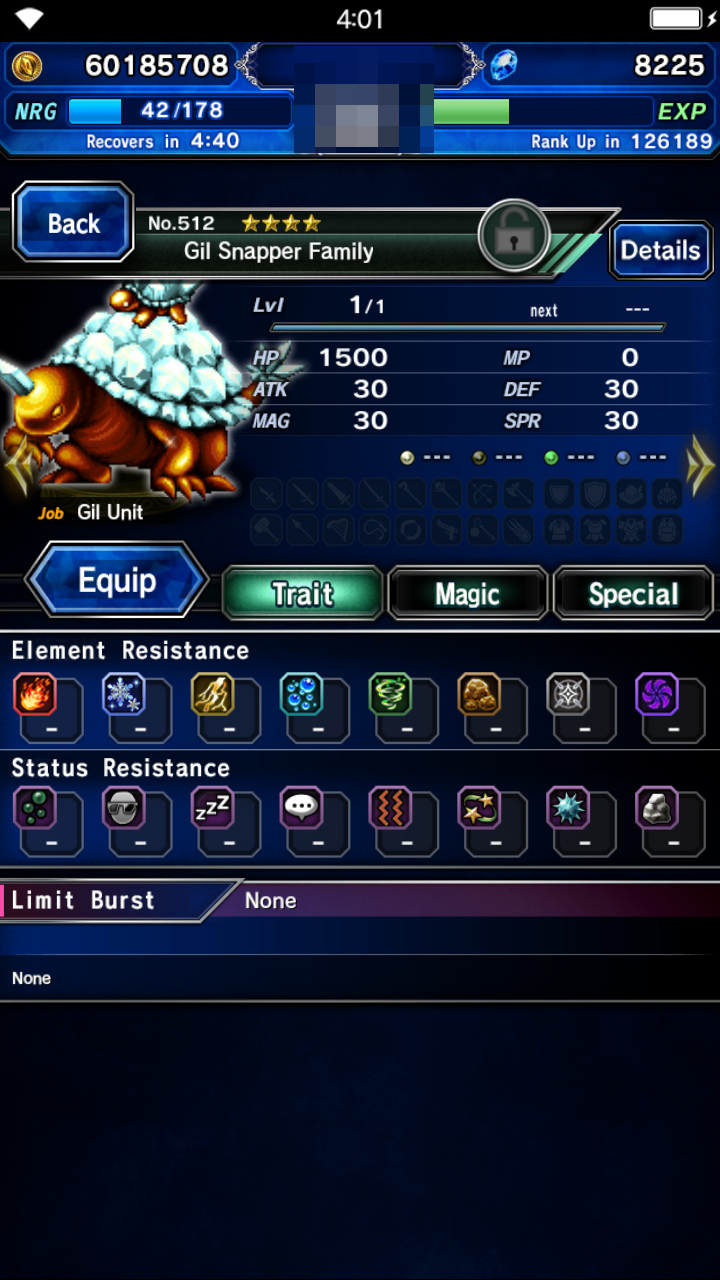 4:01
60185708
8225
NRG 42/178 EXP
Recovers in 4:40 Rank Up in 126189
Back
No.512
Gil Snapper Family
Details
Lvl 1/1 next ---
HP 1500 MP 0
ATK 30 DEF 30
MAG 30 SPR 30
--- --- --- ---
Job Gil Unit
Equip Trait Magic Special
Element Resistance
- - - - - - - -
Status Resistance
zzZ
- - - - - - - -
Limit Burst None
None